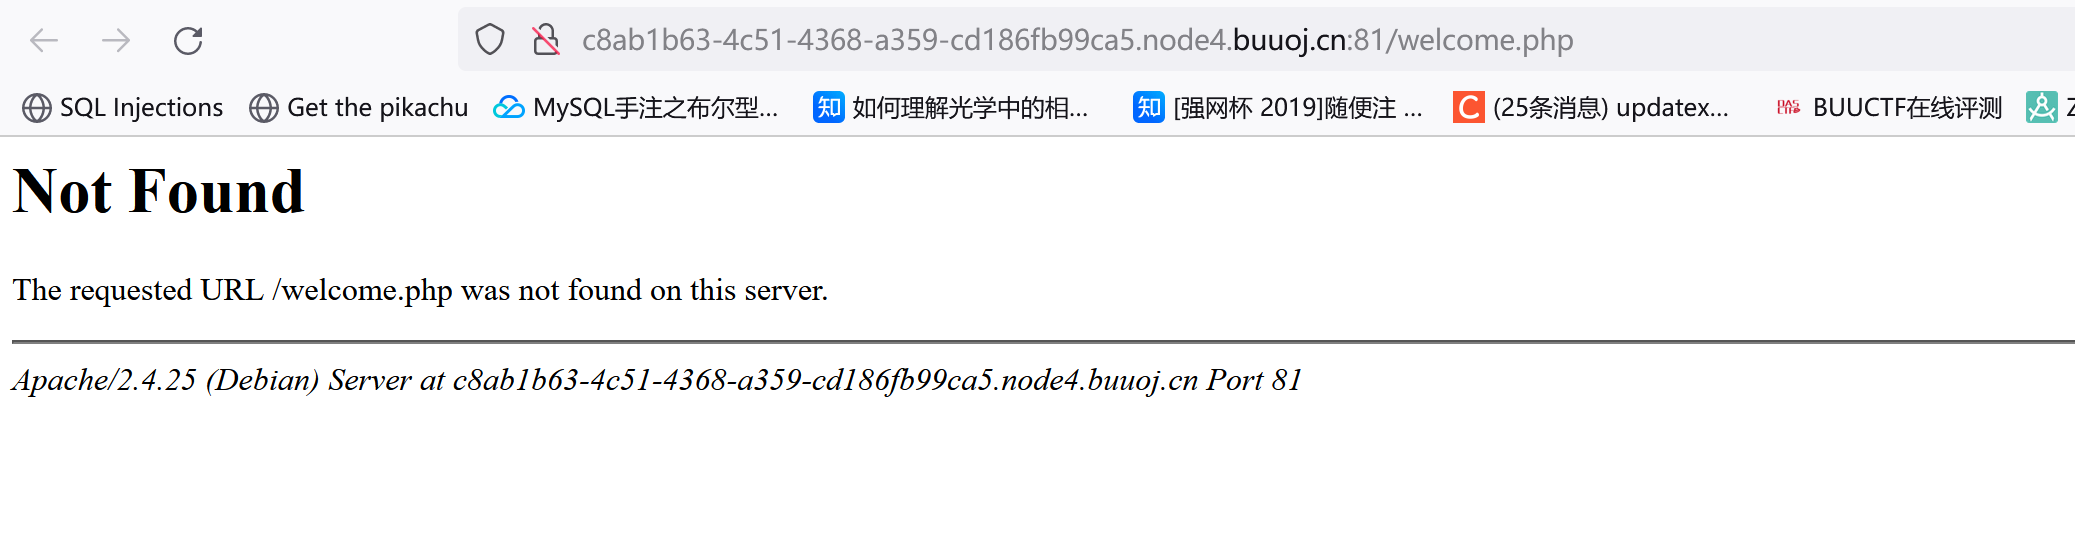 c8ab1b63-4c51-4368-a359-cd186fb99ca5.node4.buuoj.cn:81/welcome.php
SQL Injections Get the pikachu MySQL手注之布尔型... 知 如何理解光学中的相... 知 [强网杯 2019]随便注 ... C (25条消息) updatex... BUUCTF在线评测 Z
Not Found
The requested URL /welcome.php was not found on this server.
Apache/2.4.25 (Debian) Server at c8ab1b63-4c51-4368-a359-cd186fb99ca5.node4.buuoj.cn Port 81